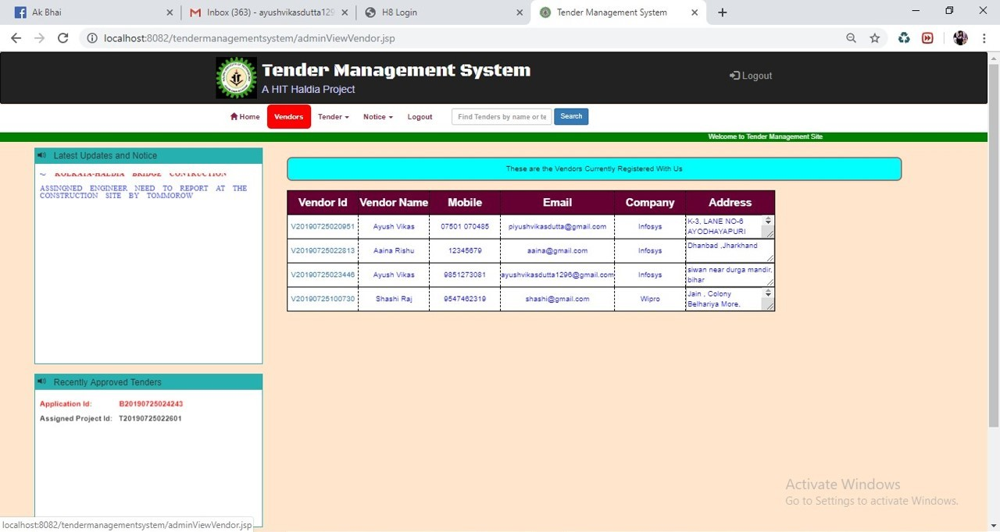 Ak Bhai
Inbox (363) - ayushvikasdutta129
H8 Login
Tender Management System
localhost:8082/tendermanagementsystem/adminViewVendor.jsp
Tender Management System
A HIT Haldia Project
Logout
Home Vendors Tender Notice Logout Find Tenders by name or te Search
Welcome to Tender Management Site
Latest Updates and Notice
KOLKATA-HALDIA BRIDGE CONTRUCTION
ASSINGNED ENGINEER NEED TO REPORT AT THE
CONSTRUCTION SITE BY TOMMOROW
These are the Vendors Currently Registered With Us
Vendor Id Vendor Name Mobile Email Company Address
V20190725020951 Ayush Vikas 07501 070485 piyushvikasdutta@gmail.com Infosys K-3, LANE NO-6
AYODHAYAPURI
V20190725022813 Aaina Rishu 12345679 aaina@gmail.com Infosys Dhanbad ,Jharkhand
V20190725023446 Ayush Vikas 9851273081 ayushvikasdutta1296@gmail.com Infosys siwan near durga mandir,
bihar
V20190725100730 Shashi Raj 9547462319 shashi@gmail.com Wipro Jain , Colony
Belhariya More,
Recently Approved Tenders
Application Id: B20190725024243
Assigned Project Id: T20190725022601
Activate Windows
Go to Settings to activate Windows.
localhost:8082/tendermanagementsystem/adminViewVendor.jsp